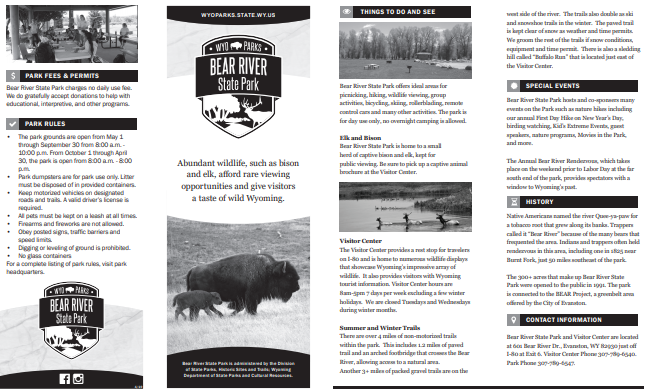 PARK FEES & PERMITS
Bear River State Park charges no daily use fee.
We do gratefully accept donations to help with
educational, interpretive, and other programs.
PARK RULES
• The park grounds are open from May 1
through September 30 from 8:00 a.m. -
10:00 p.m. From October 1 through April
30, the park is open from 8:00 a.m. - 8:00
p.m.
• Park dumpsters are for park use only. Litter
must be disposed of in provided containers.
• Keep motorized vehicles on designated
roads and trails. A valid driver's license is
required.
• All pets must be kept on a leash at all times.
• Firearms and fireworks are not allowed.
• Obey posted signs, traffic barriers and
speed limits.
• Digging or leveling of ground is prohibited.
• No glass containers
For a complete listing of park rules, visit park
headquarters.
WYO PARKS
BEAR RIVER
State Park
WYOPARKS.STATE.WY.US
WYO PARKS
BEAR RIVER
State Park
Abundant wildlife, such as bison
and elk, afford rare viewing
opportunities and give visitors
a taste of wild Wyoming.
Bear River State Park is administered by the Division
of State Parks, Historic Sites and Trails; Wyoming
Department of State Parks and Cultural Resources.
THINGS TO DO AND SEE
Bear River State Park offers ideal areas for
picnicking, hiking, wildlife viewing, group
activities, bicycling, skiing, rollerblading, remote
control cars and many other activities. The park is
for day use only, no overnight camping is allowed.
Elk and Bison
Bear River State Park is home to a small
herd of captive bison and elk, kept for
public viewing. Be sure to pick up a captive animal
brochure at the Visitor Center.
Visitor Center
The Visitor Center provides a rest stop for travelers
on I-80 and is home to numerous wildlife displays
that showcase Wyoming's impressive array of
wildlife. It also provides visitors with Wyoming
tourist information. Visitor Center hours are
8am-5pm 7 days per week excluding a few winter
holidays. We are closed Tuesdays and Wednesdays
during winter months.
Summer and Winter Trails
There are over 4 miles of non-motorized trails
within the park. This includes 1.2 miles of paved
trail and an arched footbridge that crosses the Bear
River, allowing access to a natural area.
Another 3+ miles of packed gravel trails are on the
west side of the river. The trails also double as ski
and snowshoe trails in the winter. The paved trail
is kept clear of snow as weather and time permits.
We groom the rest of the trails if snow conditions,
equipment and time permit. There is also a sledding
hill called "Buffalo Run" that is located just east of
the Visitor Center.
SPECIAL EVENTS
Bear River State Park hosts and co-sponsors many
events on the Park such as nature hikes including
our annual First Day Hike on New Year's Day,
birding watching, Kid's Extreme Events, guest
speakers, nature programs, Movies in the Park,
and more.
The Annual Bear River Rendezvous, which takes
place on the weekend prior to Labor Day at the far
south end of the park, provides spectators with a
window to Wyoming's past.
HISTORY
Native Americans named the river Quee-ya-paw for
a tobacco root that grew along its banks. Trappers
called it "Bear River" because of the many bears that
frequented the area. Indians and trappers often held
rendezvous in this area, including one in 1825 near
Burnt Fork, just 50 miles southeast of the park.
The 300+ acres that make up Bear River State
Park were opened to the public in 1991. The park
is connected to the BEAR Project, a greenbelt area
offered by the City of Evanston.
CONTACT INFORMATION
Bear River State Park and Visitor Center are located
at 601 Bear River Dr., Evanston, WY 82930 just off
I-80 at Exit 6. Visitor Center Phone 307-789-6540.
Park Phone 307-789-6547.